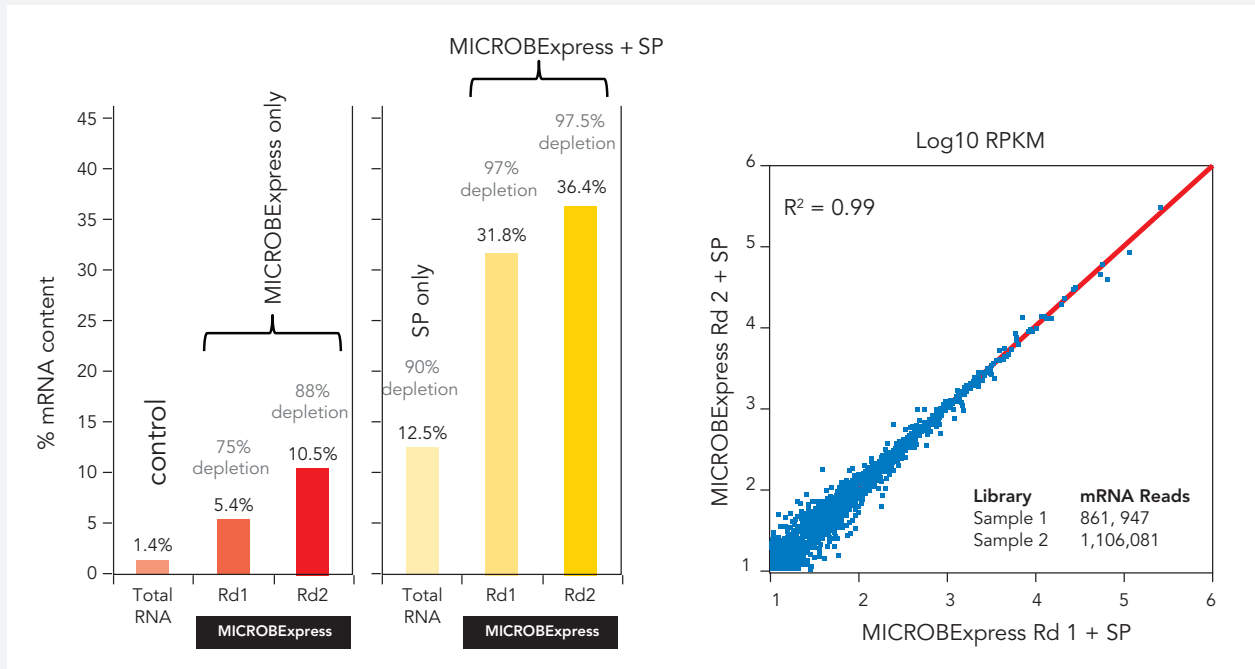 MICROBExpress + SP
% mRNA content
45
40
35
30
25
20
15
10
5
0
control
MICROBExpress only
75%
depletion
88%
depletion
1.4%
5.4%
10.5%
Total
RNA
Rd1
Rd2
MICROBExpress
SP only
90%
depletion
97%
depletion
97.5%
depletion
12.5%
31.8%
36.4%
Total
RNA
Rd1
Rd2
MICROBExpress
Log10 RPKM
R² = 0.99
MICROBExpress Rd 2 + SP
6
5
4
3
2
1
Library mRNA Reads
Sample 1 861, 947
Sample 2 1,106,081
1 2 3 4 5 6
MICROBExpress Rd 1 + SP